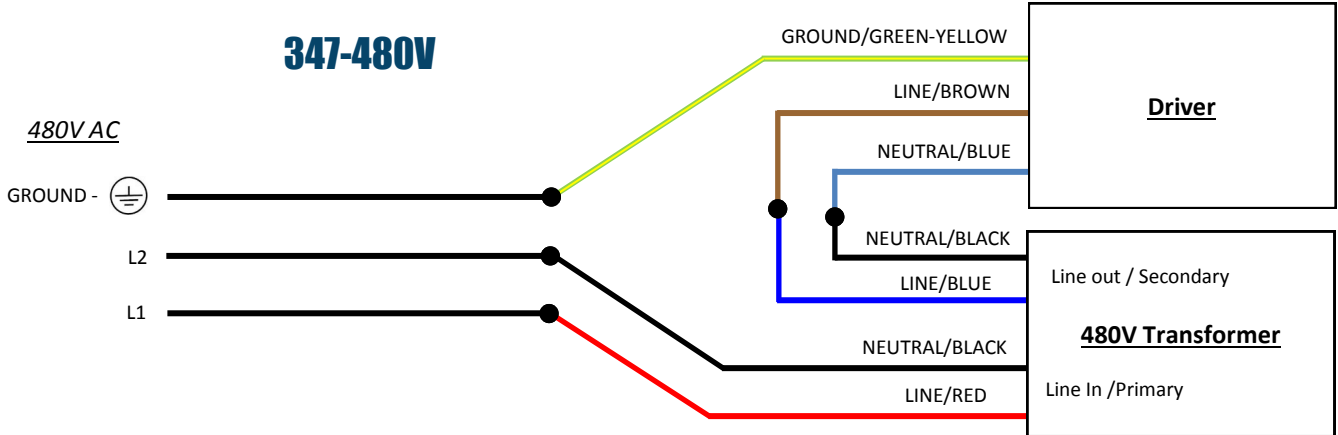 347-480V
GROUND/GREEN-YELLOW
LINE/BROWN
Driver
480V AC
NEUTRAL/BLUE
GROUND -
NEUTRAL/BLACK
L2
Line out / Secondary
LINE/BLUE
L1
480V Transformer
NEUTRAL/BLACK
Line In /Primary
LINE/RED